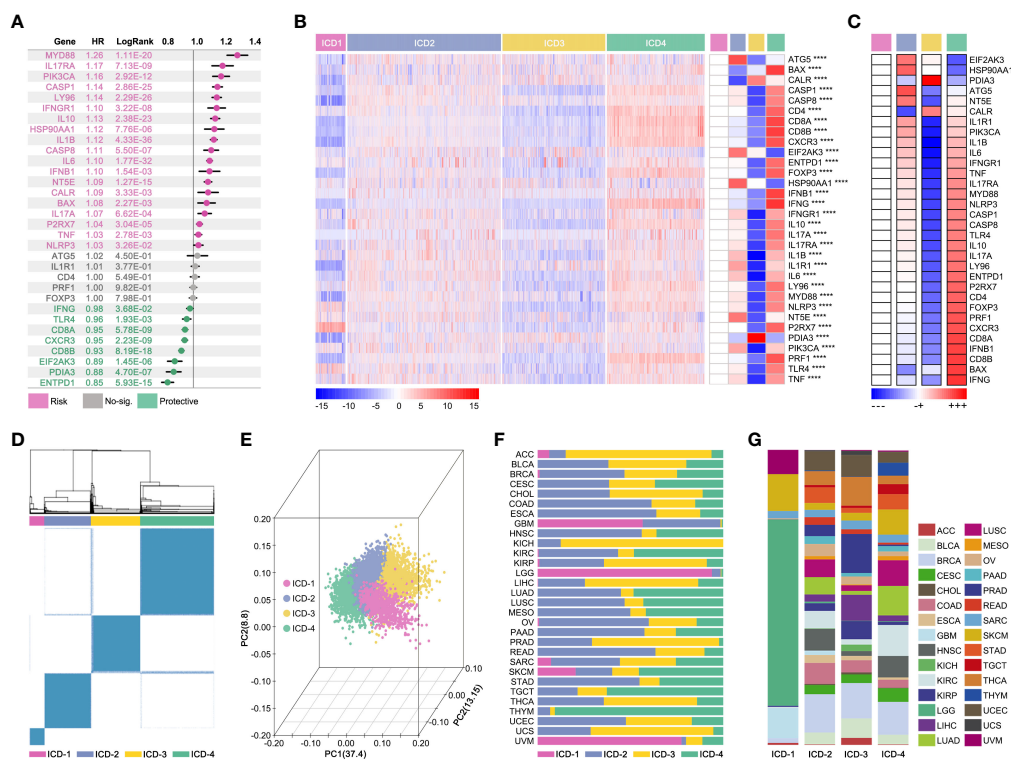 A
Gene HR LogRank 0.8 1.0 1.2 1.4
MYD88 1.26 1.11E-20
IL17RA 1.17 7.13E-09
PIK3CA 1.16 2.92E-12
CASP1 1.14 2.86E-25
LY96 1.14 2.29E-26
IFNGR1 1.10 3.22E-08
IL10 1.13 2.38E-23
HSP90AA1 1.12 7.76E-06
IL1B 1.12 4.33E-36
CASP8 1.11 5.50E-07
IL6 1.10 1.77E-32
IFNB1 1.10 1.54E-03
NT5E 1.09 1.27E-15
CALR 1.09 3.33E-03
BAX 1.08 2.27E-03
IL17A 1.07 6.62E-04
P2RX7 1.04 3.04E-05
TNF 1.03 2.78E-03
NLRP3 1.03 3.26E-02
ATG5 1.02 4.50E-01
IL1R1 1.01 3.77E-01
CD4 1.00 5.49E-01
PRF1 1.00 9.82E-01
FOXP3 1.00 7.98E-01
IFNG 0.98 3.68E-02
TLR4 0.96 1.93E-03
CD8A 0.95 5.78E-09
CXCR3 0.95 2.23E-09
CD8B 0.93 8.19E-18
EIF2AK3 0.89 1.45E-06
PDIA3 0.88 4.70E-07
ENTPD1 0.85 5.93E-15
Risk No-sig. Protective
B
ICD1 ICD2 ICD3 ICD4
ATG5 ****
BAX ****
CALR ****
CASP1 ****
CASP8 ****
CD4 ****
CD8A ****
CD8B ****
CXCR3 ****
EIF2AK3 ****
ENTPD1 ****
FOXP3 ****
HSP90AA1 ****
IFNB1 ****
IFNG ****
IFNGR1 ****
IL10 ****
IL17A ****
IL17RA ****
IL1B ****
IL1R1 ****
IL6 ****
LY96 ****
MYD88 ****
NLRP3 ****
NT5E ****
P2RX7 ****
PDIA3 ****
PIK3CA ****
PRF1 ****
TLR4 ****
TNF ****
-15 -5 0 5 15
C
EIF2AK3
HSP90AA1
PDIA3
ATG5
NT5E
CALR
IL1R1
PIK3CA
IL1B
IL6
IFNGR1
TNF
IL17RA
MYD88
NLRP3
CASP1
CASP8
TLR4
IL10
IL17A
LY96
ENTPD1
P2RX7
CD4
FOXP3
PRF1
CXCR3
CD8A
IFNB1
CD8B
BAX
IFNG
--- -+ +++
D
ICD-1 ICD-2 ICD-3 ICD-4
E
0.20
0.15
0.10
0.05
0.00
-0.05
-0.10
-0.15
-0.20
PC2(8.8)
ICD-1
ICD-2
ICD-3
ICD-4
-0.10 0.00 0.10 0.20
PC1(37.4)
0.10
0.00
-0.10
PC2(13.15)
F
ACC
BLCA
BRCA
CESC
CHOL
COAD
ESCA
GBM
HNSC
KICH
KIRC
KIRP
LGG
LIHC
LUAD
LUSC
MESO
OV
PAAD
PRAD
READ
SARC
SKCM
STAD
TGCT
THCA
THYM
UCEC
UCS
UVM
ICD-1 ICD-2 ICD-3 ICD-4
G
ICD-1 ICD-2 ICD-3 ICD-4
ACC LUSC
BLCA MESO
BRCA OV
CESC PAAD
CHOL PRAD
COAD READ
ESCA SARC
GBM SKCM
HNSC STAD
KICH TGCT
KIRC THCA
KIRP THYM
LGG UCEC
LIHC UCS
LUAD UVM